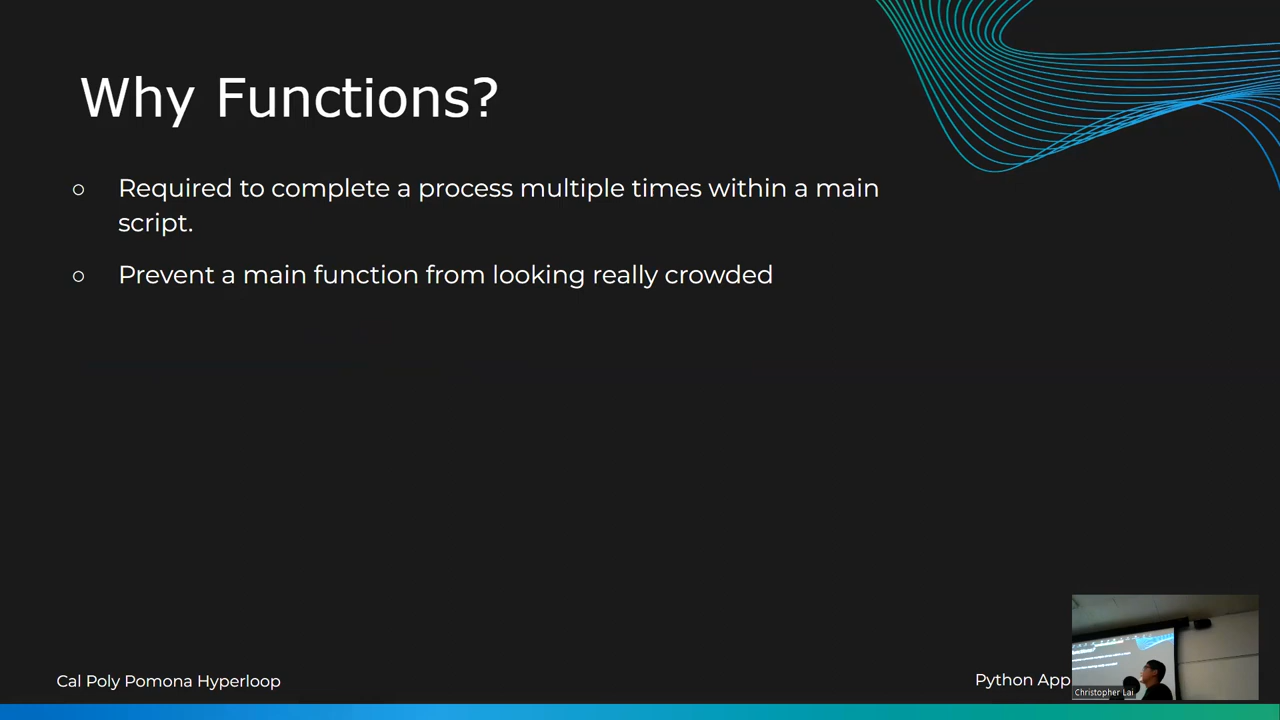 Why Functions?
○ Required to complete a process multiple times within a main
script.
○ Prevent a main function from looking really crowded
Cal Poly Pomona Hyperloop
Python App
Christopher Lai